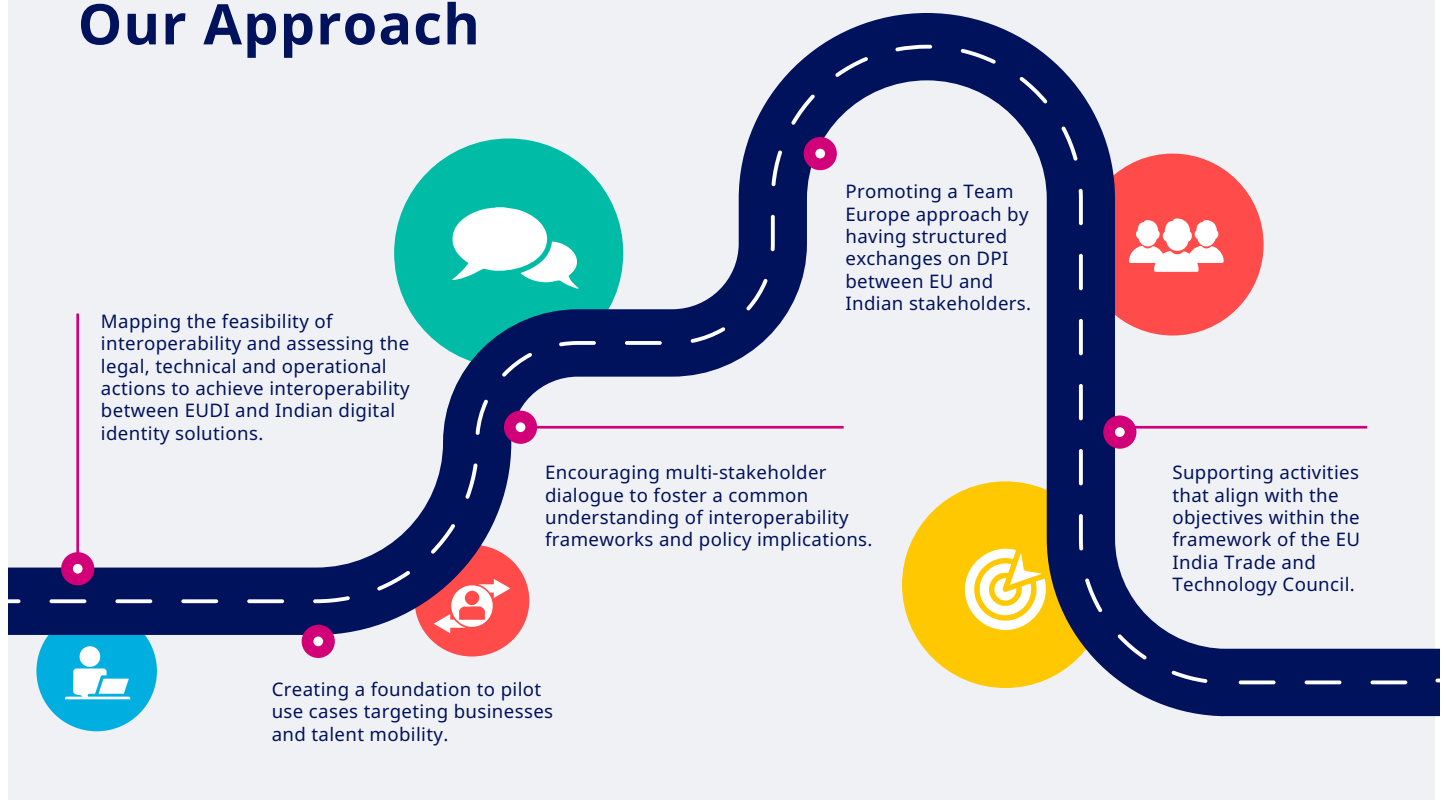 Our Approach
Mapping the feasibility of
interoperability and assessing the
legal, technical and operational
actions to achieve interoperability
between EUDI and Indian digital
identity solutions.
Creating a foundation to pilot
use cases targeting businesses
and talent mobility.
Encouraging multi-stakeholder
dialogue to foster a common
understanding of interoperability
frameworks and policy implications.
Promoting a Team
Europe approach by
having structured
exchanges on DPI
between EU and
Indian stakeholders.
Supporting activities
that align with the
objectives within the
framework of the EU
India Trade and
Technology Council.